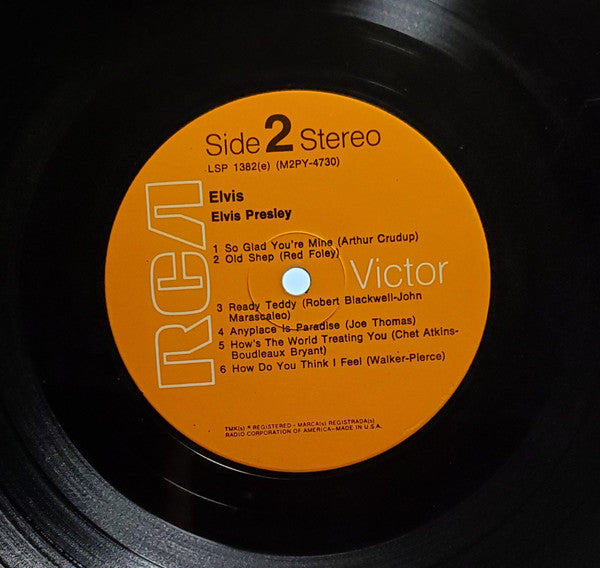 Side 2 Stereo
LSP 1382(e) (M2PY-4730)
Elvis
Elvis Presley
1 So Glad You're Mine (Arthur Crudup)
2 Old Shep (Red Foley)
RCA Victor
3 Ready Teddy (Robert Blackwell-John
Marascaleo)
4 Anyplace Is Paradise (Joe Thomas)
5 How's The World Treating You (Chet Atkins-
Boudleaux Bryant)
6 How Do You Think I Feel (Walker-Pierce)
TMK(s) ® REGISTERED - MARCA(s) REGISTRADA(s)
RADIO CORPORATION OF AMERICA-MADE IN U.S.A.